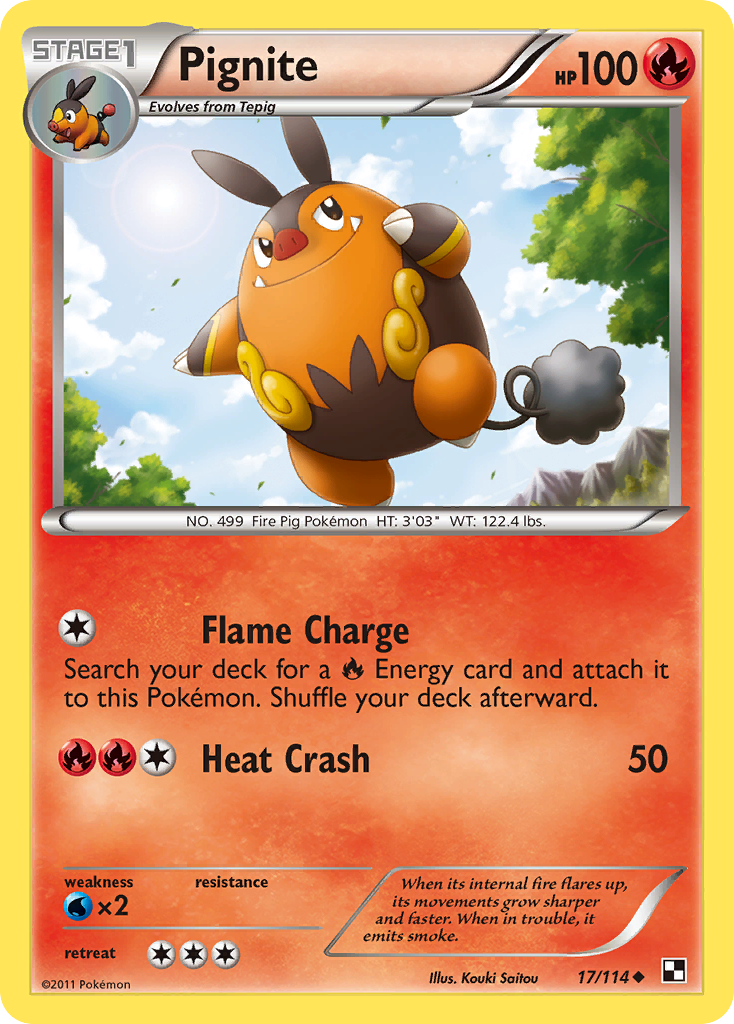 STAGE1
Pignite
HP100
Evolves from Tepig
NO. 499 Fire Pig Pokémon HT: 3'03" WT: 122.4 lbs.
Flame Charge
Search your deck for a Energy card and attach it
to this Pokémon. Shuffle your deck afterward.
Heat Crash 50
weakness resistance
×2
retreat
When its internal fire flares up,
its movements grow sharper
and faster. When in trouble, it
emits smoke.
©2011 Pokémon
Illus. Kouki Saitou
17/114